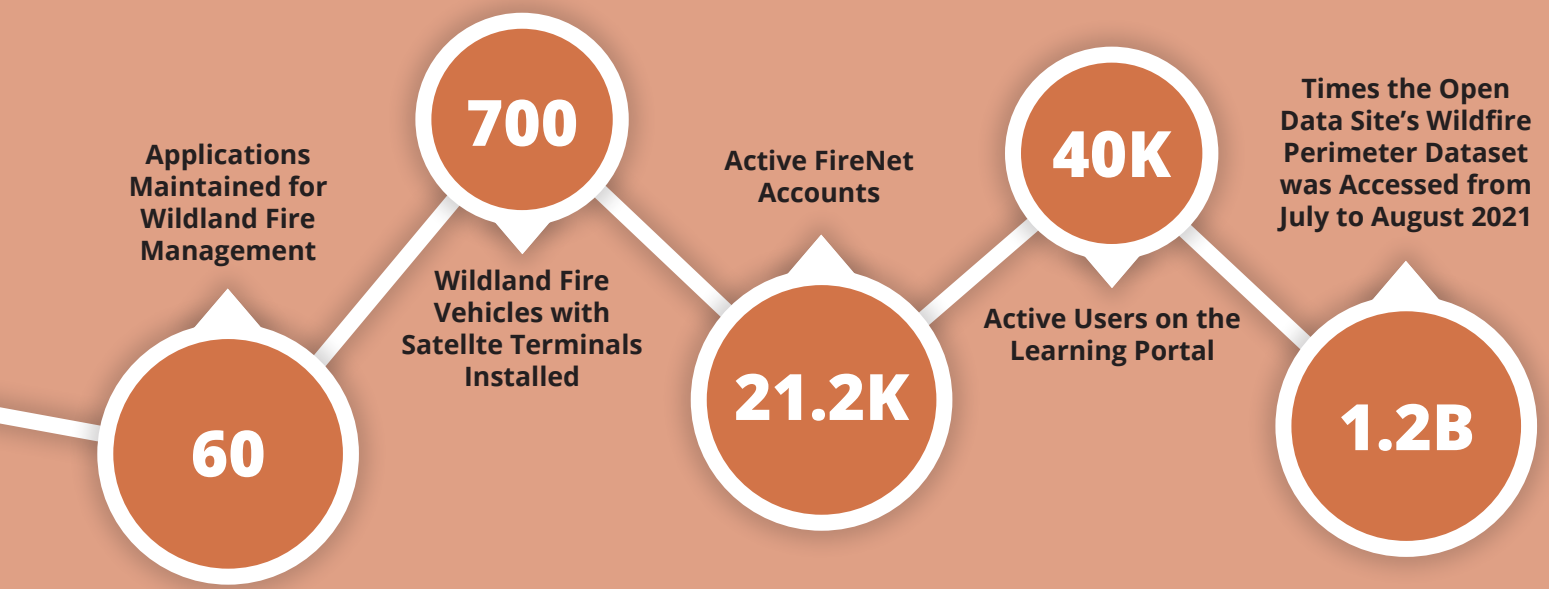 Applications
Maintained for
Wildland Fire
Management
60
700
Wildland Fire
Vehicles with
Satellte Terminals
Installed
Active FireNet
Accounts
21.2K
40K
Active Users on the
Learning Portal
Times the Open
Data Site’s Wildfire
Perimeter Dataset
was Accessed from
July to August 2021
1.2B